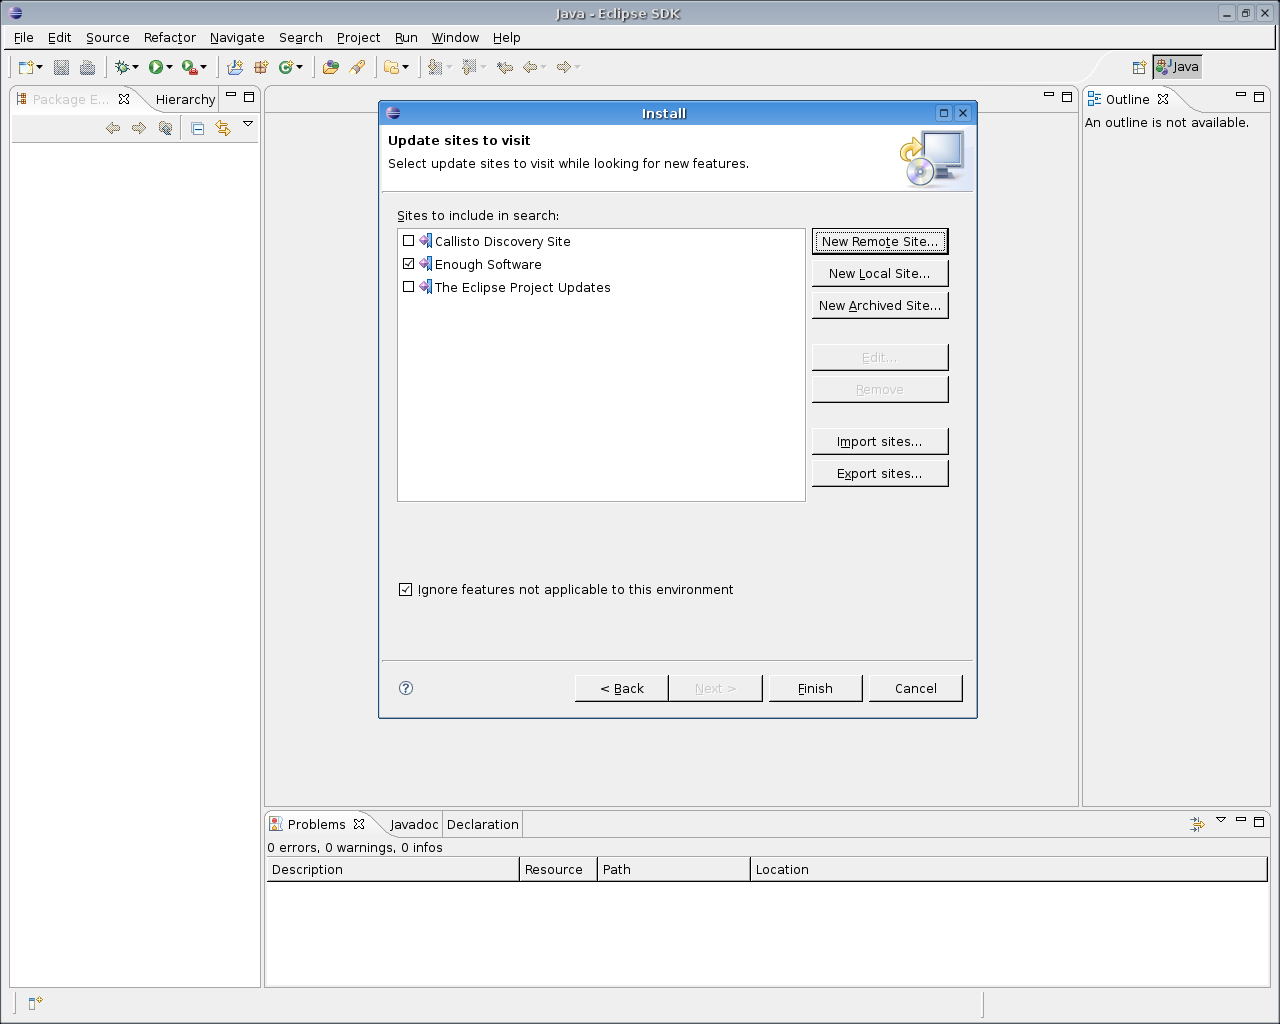 Java - Eclipse SDK
File Edit Source Refactor Navigate Search Project Run Window Help
Java
Package E...
Hierarchy
Outline
An outline is not available.
Install
Update sites to visit
Select update sites to visit while looking for new features.
Sites to include in search:
Callisto Discovery Site
Enough Software
The Eclipse Project Updates
New Remote Site...
New Local Site...
New Archived Site...
Edit...
Remove
Import sites...
Export sites...
Ignore features not applicable to this environment
?
< Back Next > Finish Cancel
Problems Javadoc Declaration
0 errors, 0 warnings, 0 infos
Description Resource Path Location